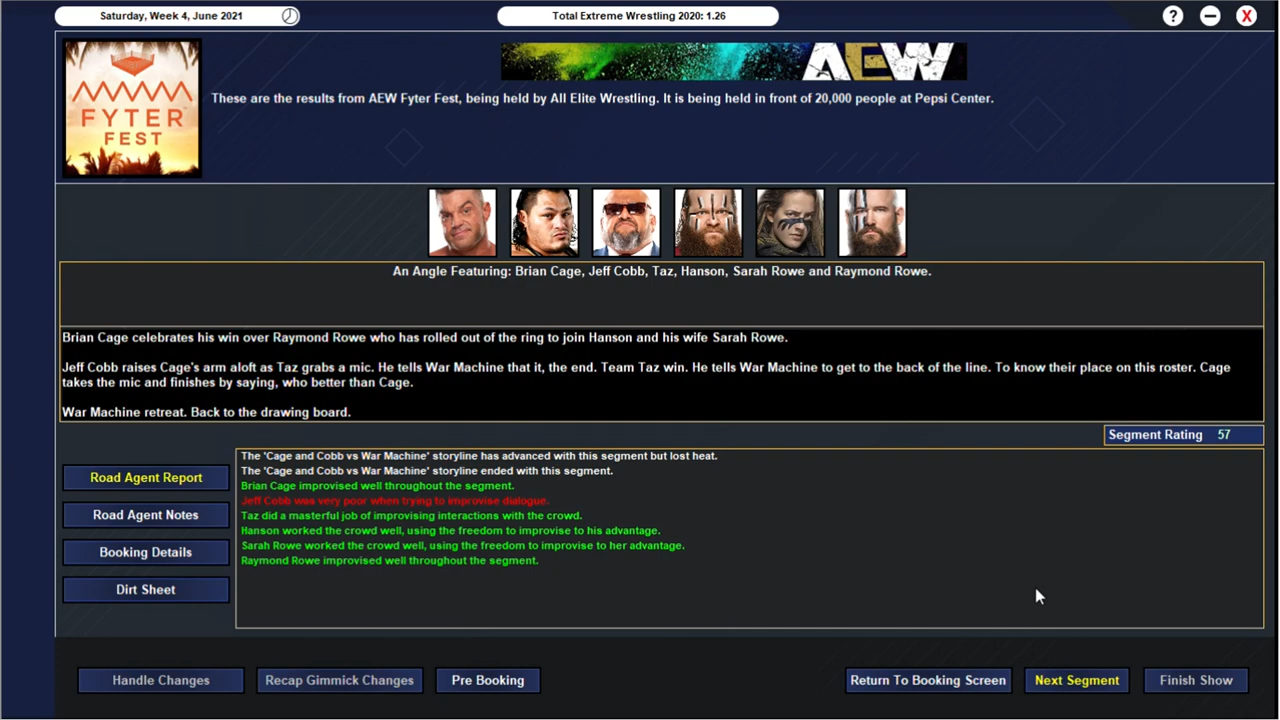 Saturday, Week 4, June 2021
Total Extreme Wrestling 2020: 1.26
?
X
FYTER
FEST
AEW
These are the results from AEW Fyter Fest, being held by All Elite Wrestling. It is being held in front of 20,000 people at Pepsi Center.
An Angle Featuring: Brian Cage, Jeff Cobb, Taz, Hanson, Sarah Rowe and Raymond Rowe.
Brian Cage celebrates his win over Raymond Rowe who has rolled out of the ring to join Hanson and his wife Sarah Rowe.
Jeff Cobb raises Cage's arm aloft as Taz grabs a mic. He tells War Machine that it, the end. Team Taz win. He tells War Machine to get to the back of the line. To know their place on this roster. Cage
takes the mic and finishes by saying, who better than Cage.
War Machine retreat. Back to the drawing board.
Segment Rating 57
The 'Cage and Cobb vs War Machine' storyline has advanced with this segment but lost heat.
The 'Cage and Cobb vs War Machine' storyline ended with this segment.
Brian Cage improvised well throughout the segment.
Jeff Cobb was very poor when trying to improvise dialogue.
Taz did a masterful job of improvising interactions with the crowd.
Hanson worked the crowd well, using the freedom to improvise to his advantage.
Sarah Rowe worked the crowd well, using the freedom to improvise to her advantage.
Raymond Rowe improvised well throughout the segment.
Road Agent Report
Road Agent Notes
Booking Details
Dirt Sheet
Handle Changes
Recap Gimmick Changes
Pre Booking
Return To Booking Screen
Next Segment
Finish Show